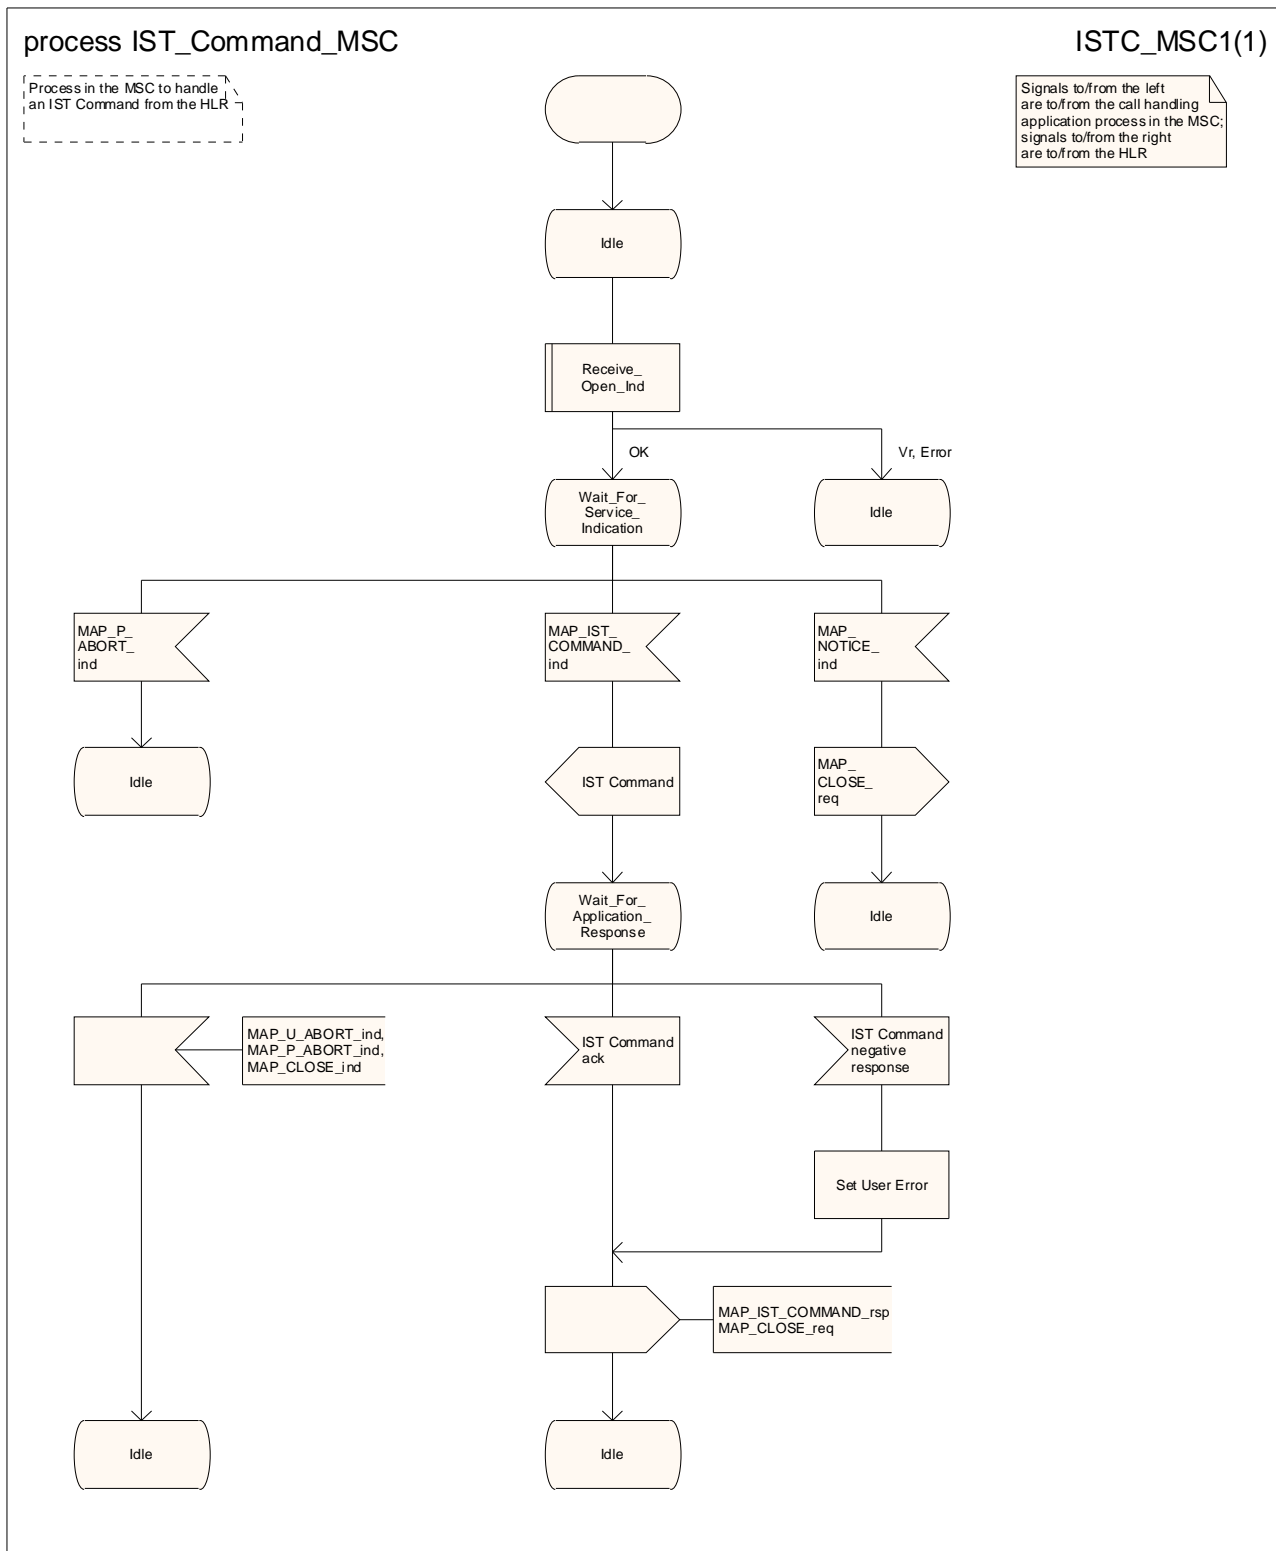 process IST_Command_MSC
ISTC_MSC1(1)
Process in the MSC to handle
an IST Command from the HLR
Signals to/from the left
are to/from the call handling
application process in the MSC;
signals to/from the right
are to/from the HLR
Idle
Receive_
Open_Ind
OK
Vr, Error
Wait_For_
Service_
Indication
Idle
MAP_P_
ABORT_
ind
MAP_IST_
COMMAND_
ind
MAP_
NOTICE_
ind
Idle
IST Command
MAP_
CLOSE_
req
Wait_For_
Application_
Response
Idle
MAP_U_ABORT_ind,
MAP_P_ABORT_ind,
MAP_CLOSE_ind
IST Command
ack
IST Command
negative
response
Set User Error
MAP_IST_COMMAND_rsp
MAP_CLOSE_req
Idle
Idle